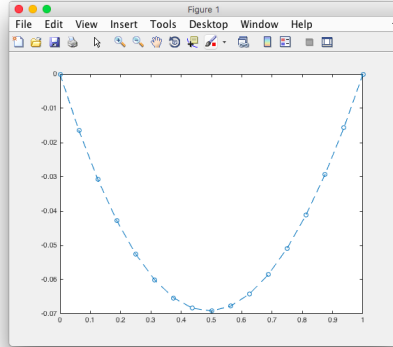 Figure 1
File Edit View Insert Tools Desktop Window Help
0
-0.01
-0.02
-0.03
-0.04
-0.05
-0.06
-0.07
0 0.1 0.2 0.3 0.4 0.5 0.6 0.7 0.8 0.9 1